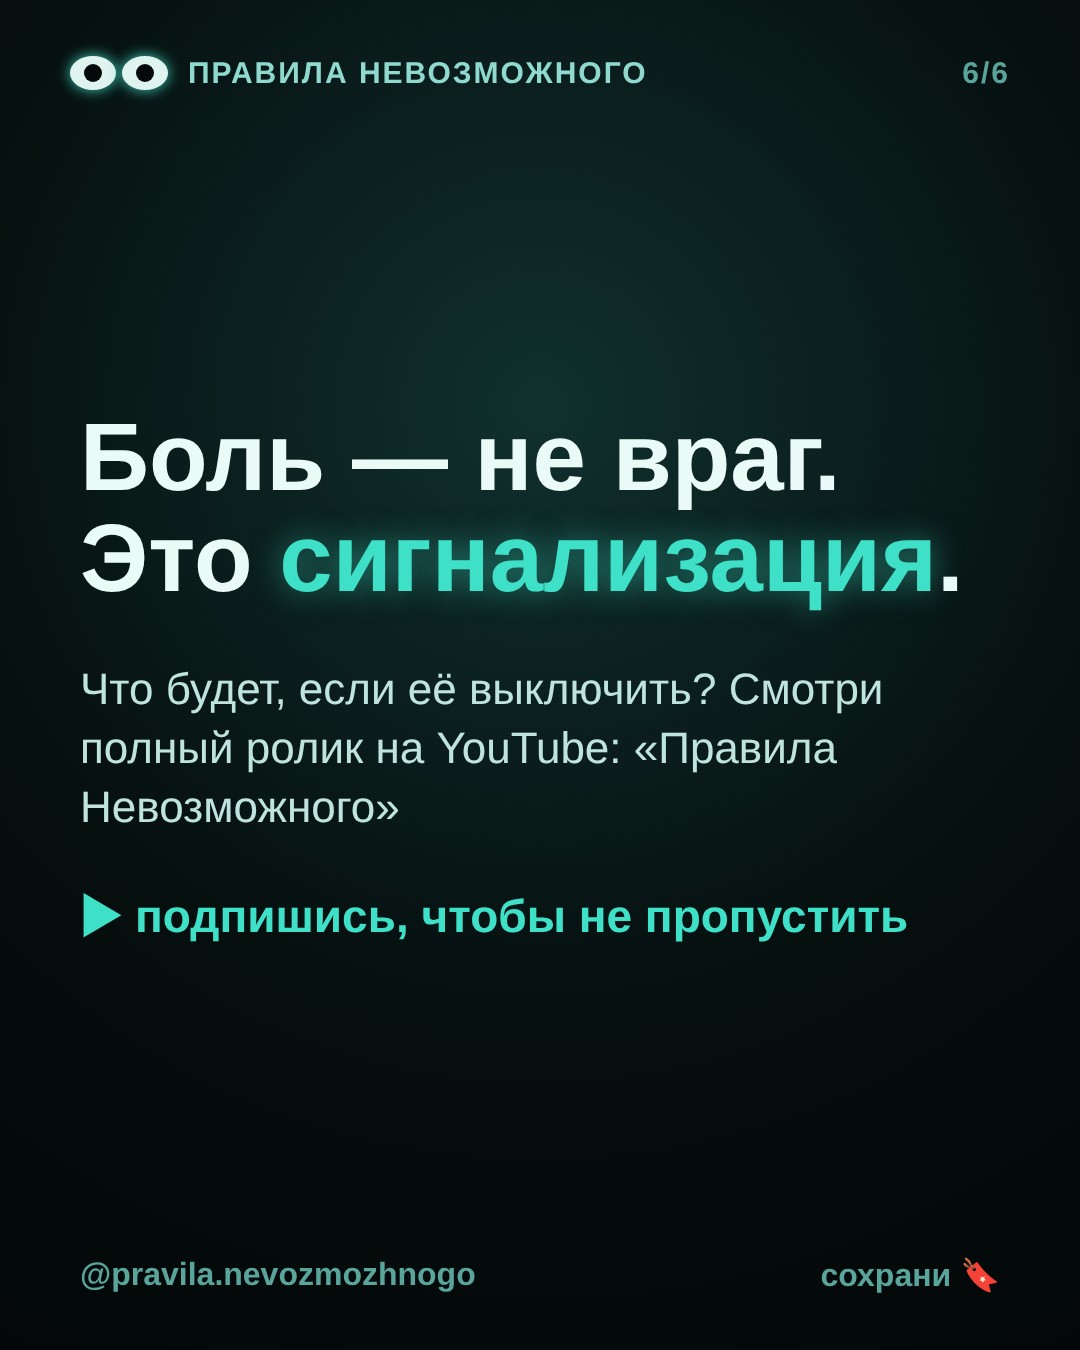 ПРАВИЛА НЕВОЗМОЖНОГО
6/6
Боль — не враг.
Это сигнализация.
Что будет, если её выключить? Смотри
полный ролик на YouTube: «Правила
Невозможного»
▶ подпишись, чтобы не пропустить
@pravila.nevozmozhnogo
сохрани 🔖